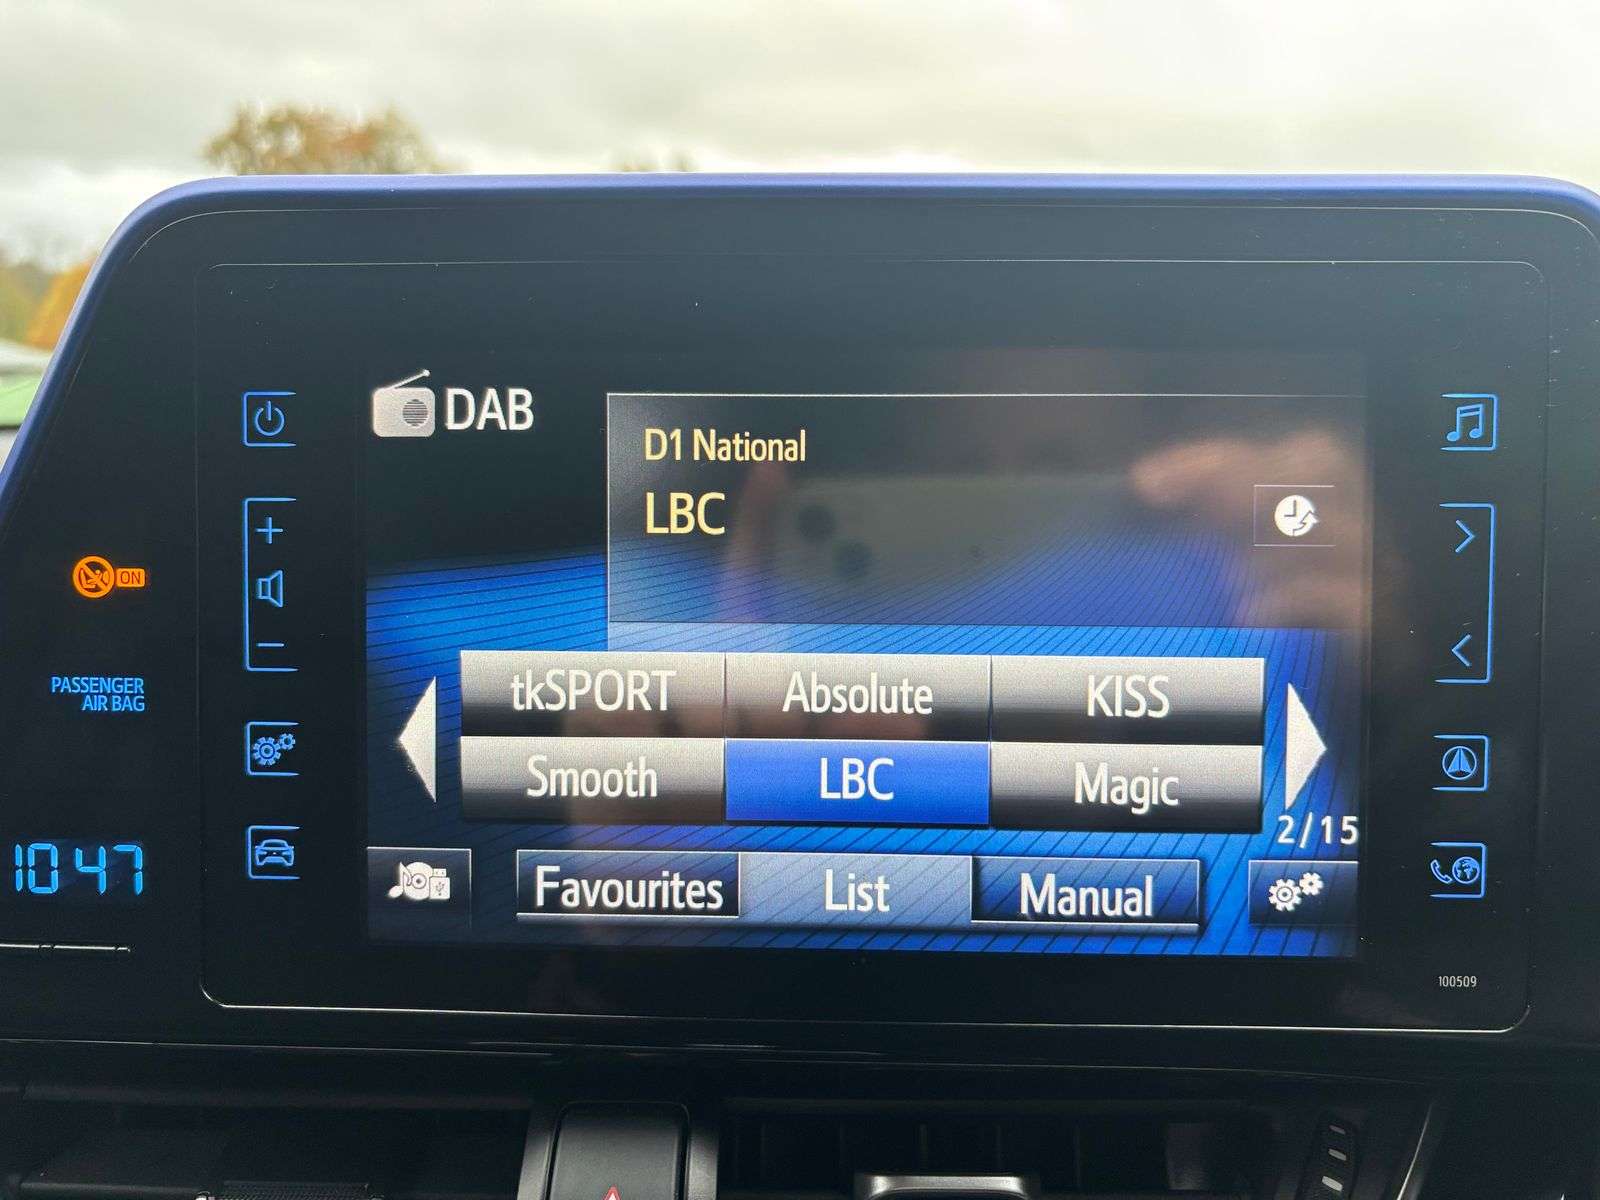 DAB
D1 National
LBC
ON
PASSENGER
AIR BAG
tkSPORT Absolute KISS
Smooth LBC Magic
2/15
10 47
Favourites List Manual
100509